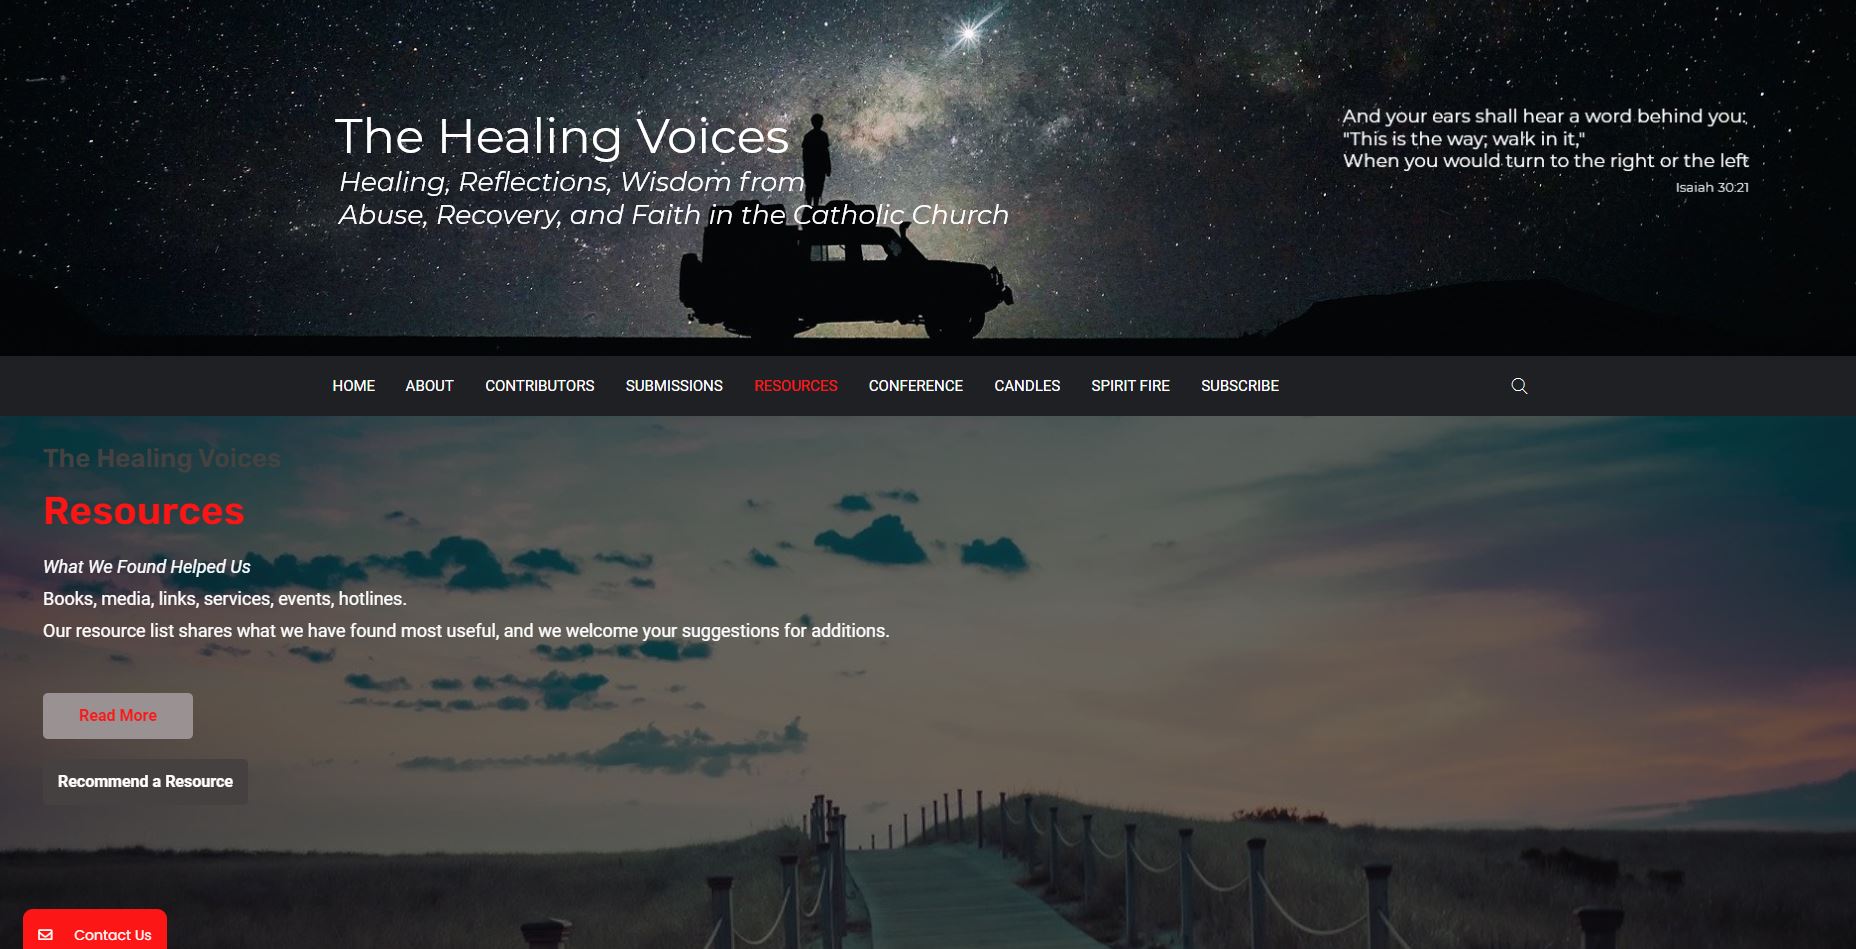 The Healing Voices
Healing, Reflections, Wisdom from
Abuse, Recovery, and Faith in the Catholic Church
And your ears shall hear a word behind you:
"This is the way; walk in it,"
When you would turn to the right or the left
Isaiah 30:21
HOME ABOUT CONTRIBUTORS SUBMISSIONS RESOURCES CONFERENCE CANDLES SPIRIT FIRE SUBSCRIBE
The Healing Voices
Resources
What We Found Helped Us
Books, media, links, services, events, hotlines.
Our resource list shares what we have found most useful, and we welcome your suggestions for additions.
Read More
Recommend a Resource
Contact Us